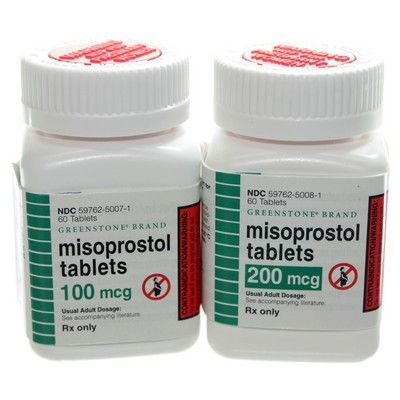 NDC 59762-5007-1
60 Tablets
GREENSTONE® BRAND
misoprostol
tablets
100 mcg
Usual Adult Dosage:
See accompanying literature.
Rx only
CONTRAINDICATION/WARNING:
NDC 59762-5008-1
60 Tablets
GREENSTONE® BRAND
misoprostol
tablets
200 mcg
Usual Adult Dosage:
See accompanying literature.
Rx only
CONTRAINDICATION/WARNING: